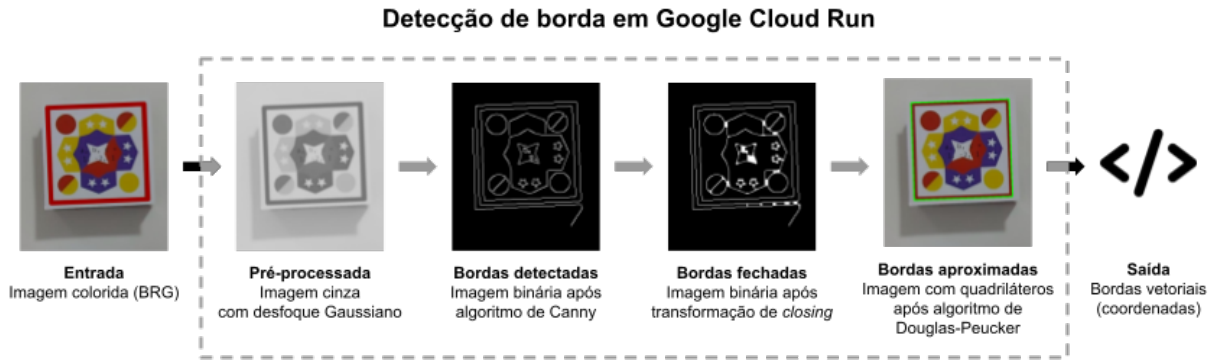 Detecção de borda em Google Cloud Run
Entrada
Imagem colorida (BRG)
Pré-processada
Imagem cinza
com desfoque Gaussiano
Bordas detectadas
Imagem binária após
algoritmo de Canny
Bordas fechadas
Imagem binária após
transformação de closing
Bordas aproximadas
Imagem com quadriláteros
após algoritmo de
Douglas-Peucker
</>
Saída
Bordas vetoriais
(coordenadas)